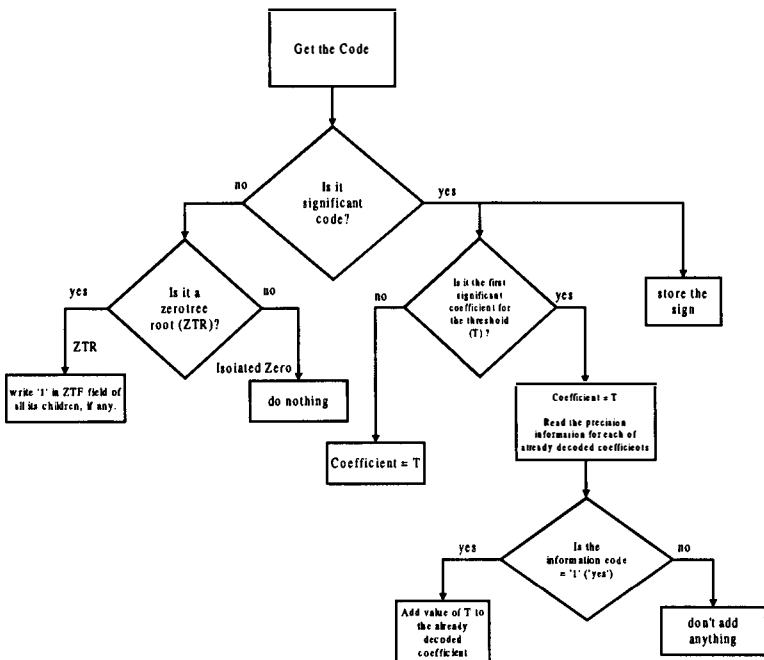 Get the Code
Is it
significant
code?
no
yes
Is it a
zerotree
root (ZTR)?
yes
no
ZTR
Isolated Zero
write '1' in ZTF field of
all its children, if any.
do nothing
Is it the first
significant
coefficient for
the threshold
(T) ?
no
yes
store the
sign
Coefficient = T
Coefficient = T
Read the precision
information for each of
already decoded coefficients
Is the
information code
= '1' ('yes')
yes
no
Add value of T to
the already
decoded
coefficient
don't add
anything